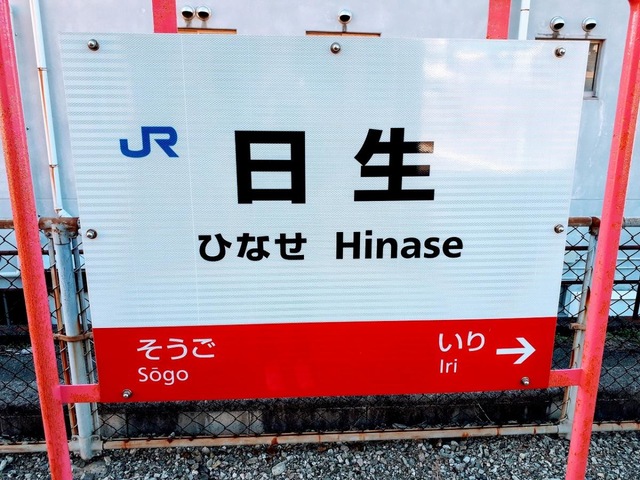 JR 日生
ひなせ Hinase
そうご いり →
Sōgo Iri